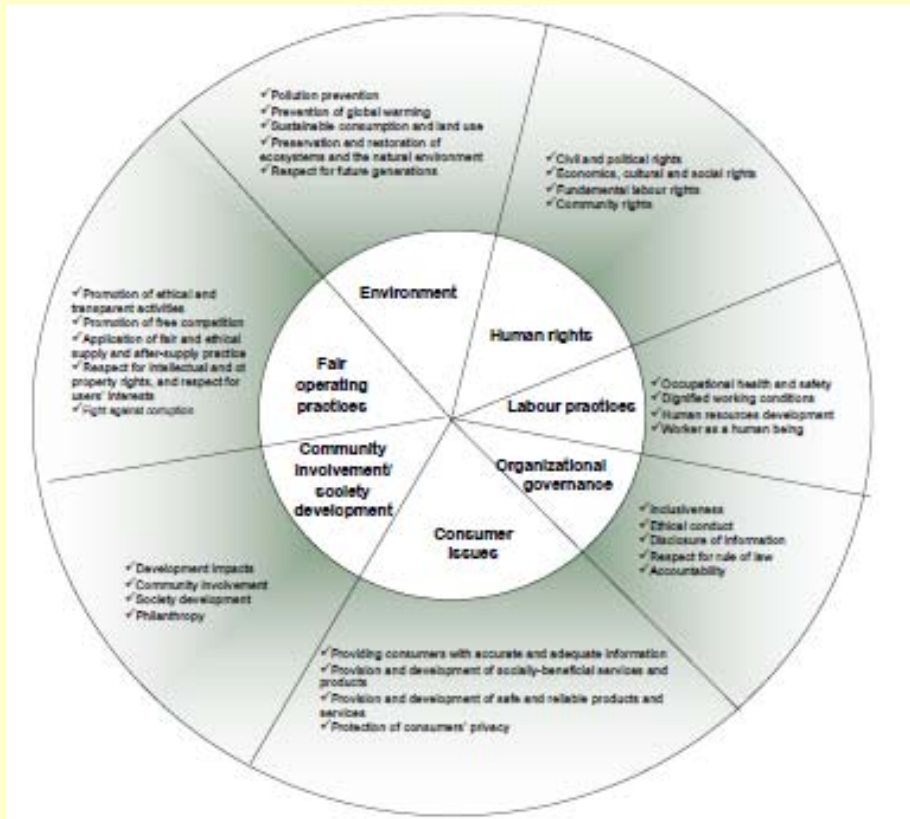 ✓Pollution prevention
✓Prevention of global warming
✓Sustainable consumption and land use
✓Preservation and restoration of
ecosystems and the natural environment
✓Respect for future generations
✓Civil and political rights
✓Economics, cultural and social rights
✓Fundamental labour rights
✓Community rights
Environment
Human rights
✓Promotion of ethical and
transparent activities
✓Promotion of free competition
✓Application of fair and ethical
supply and after-supply practice
✓Respect for intellectual and ot
property rights, and respect for
users' interests
✓Fight against corruption
Fair
operating
practices
Labour practices
✓Occupational health and safety
✓Dignified working conditions
✓Human resources development
✓Worker as a human being
Community
involvement/
society
development
Organizational
governance
✓Inclusiveness
✓Ethical conduct
✓Disclosure of information
✓Respect for rule of law
✓Accountability
Consumer
issues
✓Development impacts
✓Community involvement
✓Society development
✓Philanthropy
✓Providing consumers with accurate and adequate information
✓Provision and development of socially-beneficial services and
products
✓Provision and development of safe and reliable products and
services
✓Protection of consumers' privacy